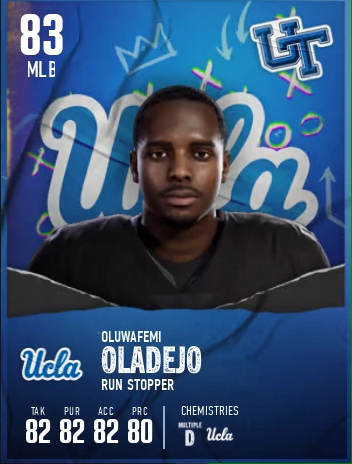 83
MLB
UT
Ucla
OLUWAFEMI
OLADEJO
RUN STOPPER
Ucla
TAK PUR ACC PRC
82 82 82 80
CHEMISTRIES
MULTIPLE
D
Ucla